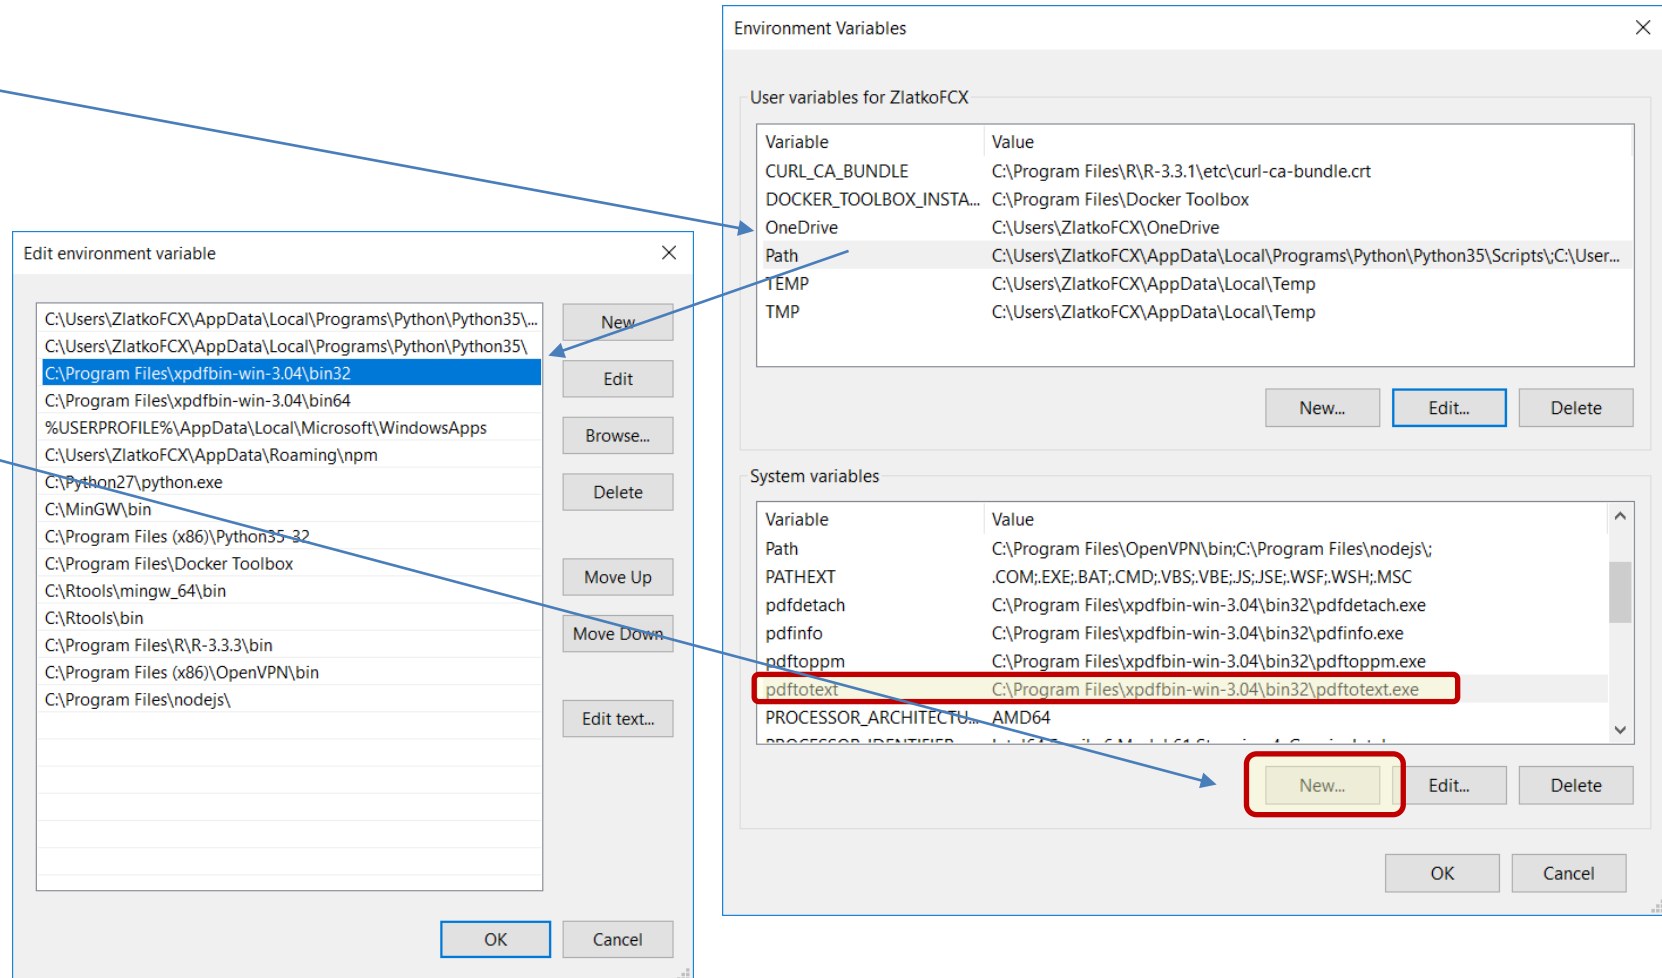 Environment Variables
User variables for ZlatkoFCX
Variable Value
CURL_CA_BUNDLE C:\Program Files\R\R-3.3.1\etc\curl-ca-bundle.crt
DOCKER_TOOLBOX_INSTA... C:\Program Files\Docker Toolbox
OneDrive C:\Users\ZlatkoFCX\OneDrive
Path C:\Users\ZlatkoFCX\AppData\Local\Programs\Python\Python35\Scripts\;C:\User...
TEMP C:\Users\ZlatkoFCX\AppData\Local\Temp
TMP C:\Users\ZlatkoFCX\AppData\Local\Temp
New... Edit... Delete
System variables
Variable Value
Path C:\Program Files\OpenVPN\bin;C:\Program Files\nodejs\;
PATHEXT .COM;.EXE;.BAT;.CMD;.VBS;.VBE;.JS;.JSE;.WSF;.WSH;.MSC
pdfdetach C:\Program Files\xpdfbin-win-3.04\bin32\pdfdetach.exe
pdfinfo C:\Program Files\xpdfbin-win-3.04\bin32\pdfinfo.exe
pdftoppm C:\Program Files\xpdfbin-win-3.04\bin32\pdftoppm.exe
pdftotext C:\Program Files\xpdfbin-win-3.04\bin32\pdftotext.exe
PROCESSOR_ARCHITECTU... AMD64
New... Edit... Delete
OK Cancel
Edit environment variable
C:\Users\ZlatkoFCX\AppData\Local\Programs\Python\Python35\...
C:\Users\ZlatkoFCX\AppData\Local\Programs\Python\Python35\
C:\Program Files\xpdfbin-win-3.04\bin32
C:\Program Files\xpdfbin-win-3.04\bin64
%USERPROFILE%\AppData\Local\Microsoft\WindowsApps
C:\Users\ZlatkoFCX\AppData\Roaming\npm
C:\Python27\python.exe
C:\MinGW\bin
C:\Program Files (x86)\Python35-32
C:\Program Files\Docker Toolbox
C:\Rtools\mingw_64\bin
C:\Rtools\bin
C:\Program Files\R\R-3.3.3\bin
C:\Program Files (x86)\OpenVPN\bin
C:\Program Files\nodejs\
New
Edit
Browse...
Delete
Move Up
Move Down
Edit text...
OK Cancel